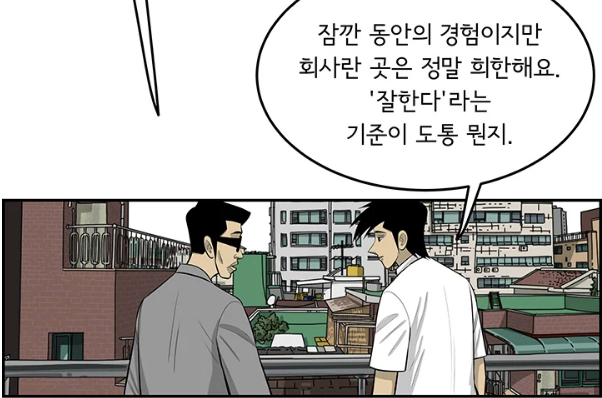 잠깐 동안의 경험이지만
회사란 곳은 정말 희한해요.
'잘한다'라는
기준이 도통 뭔지.